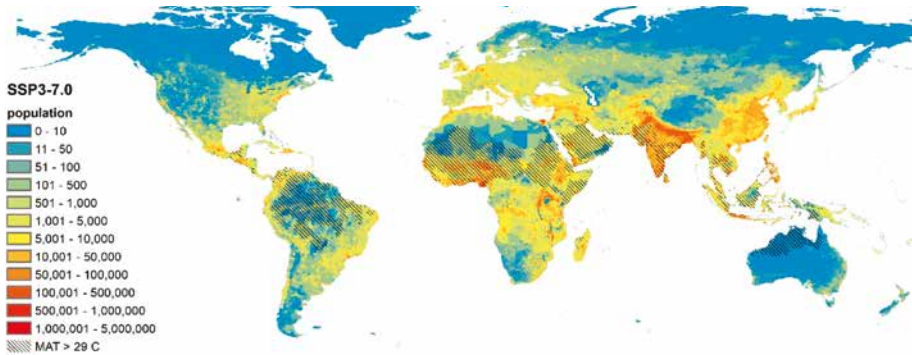 SSP3-7.0
population
0 - 10
11 - 50
51 - 100
101 - 500
501 - 1,000
1,001 - 5,000
5,001 - 10,000
10,001 - 50,000
50,001 - 100,000
100,001 - 500,000
500,001 - 1,000,000
1,000,001 - 5,000,000
MAT > 29 C